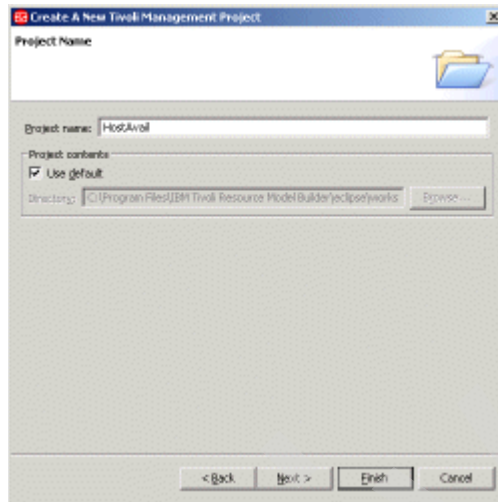 Create A New Tivoli Management Project
Project Name
Project name: HostAvail
Project contents
Use default
Directory: C:\Program Files\IBM Tivoli Resource Model Builder\eclipse\works Browse...
< Back Next > Finish Cancel